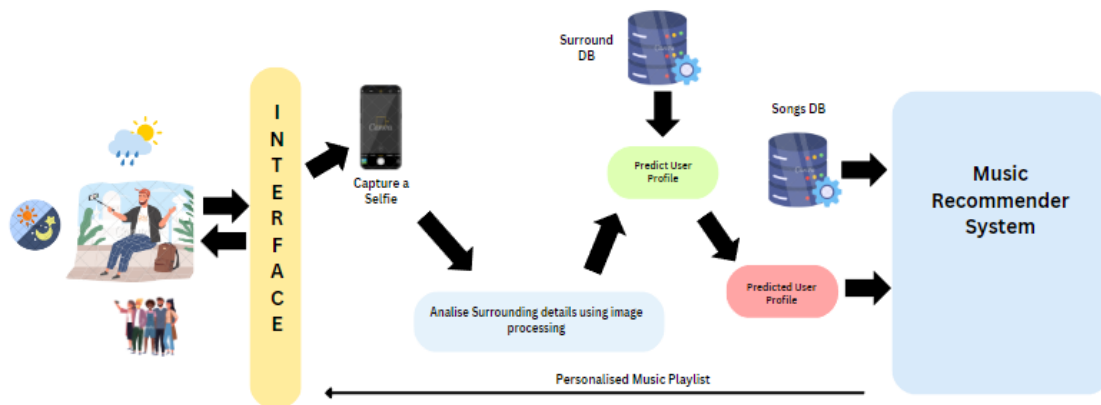 Surround
DB
Songs DB
INTERFACE
Capture a
Selfie
Predict User
Profile
Music
Recommender
System
Predicted User
Profile
Analise Surrounding details using image
processing
Personalised Music Playlist